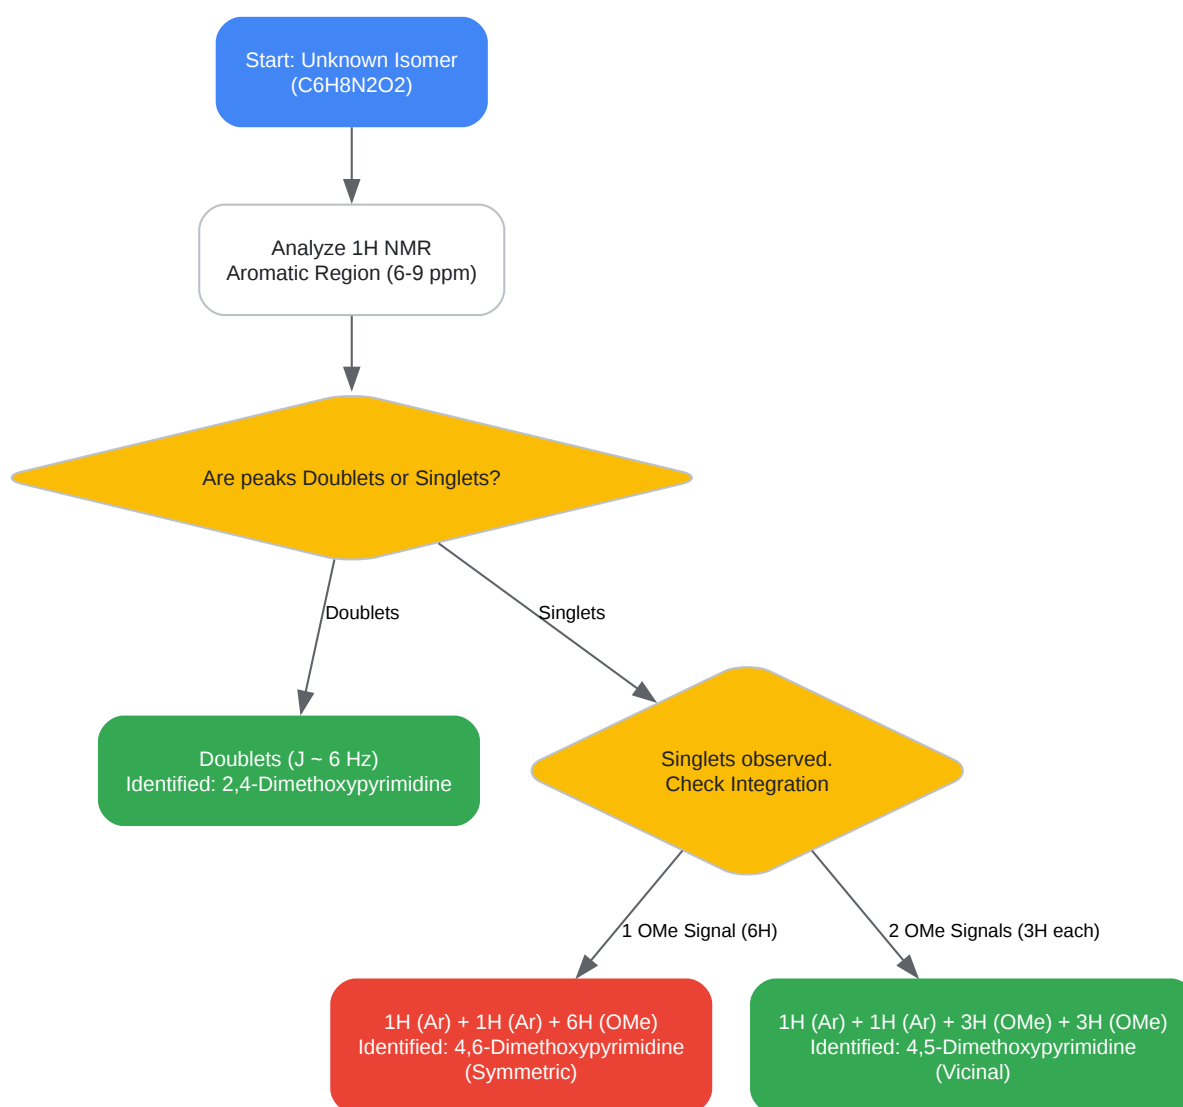 Start: Unknown Isomer
(C6H8N2O2)
Analyze 1H NMR
Aromatic Region (6-9 ppm)
Are peaks Doublets or Singlets?
Doublets
Singlets
Doublets (J ~ 6 Hz)
Identified: 2,4-Dimethoxypyrimidine
Singlets observed.
Check Integration
1 OMe Signal (6H)
2 OMe Signals (3H each)
1H (Ar) + 1H (Ar) + 6H (OMe)
Identified: 4,6-Dimethoxypyrimidine
(Symmetric)
1H (Ar) + 1H (Ar) + 3H (OMe) + 3H (OMe)
Identified: 4,5-Dimethoxypyrimidine
(Vicinal)